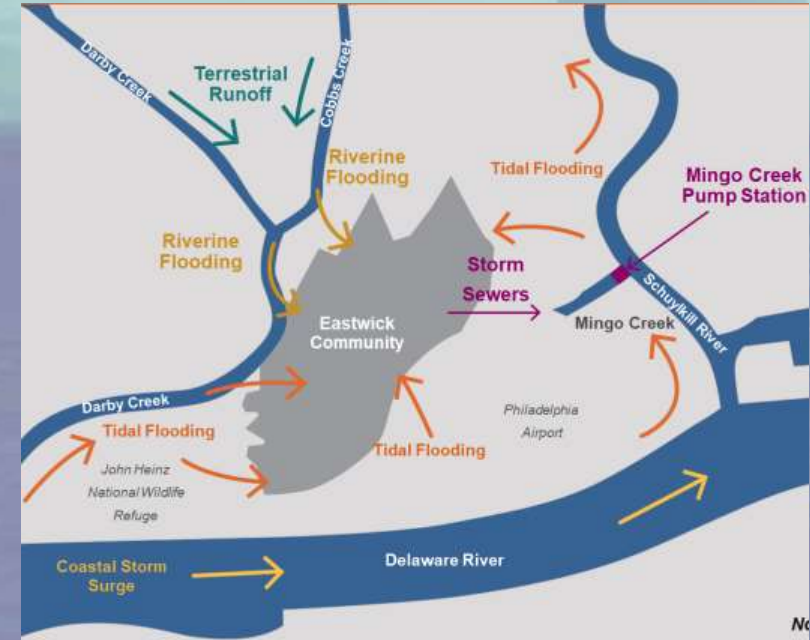 Darby Creek
Terrestrial
Runoff
Cobbs Creek
Riverine
Flooding
Tidal Flooding
Mingo Creek
Pump Station
Riverine
Flooding
Storm
Sewers
Eastwick
Community
Mingo Creek
Schuylkill River
Darby Creek
Tidal Flooding
Philadelphia
Airport
Tidal Flooding
John Heinz
National Wildlife
Refuge
Coastal Storm
Surge
Delaware River